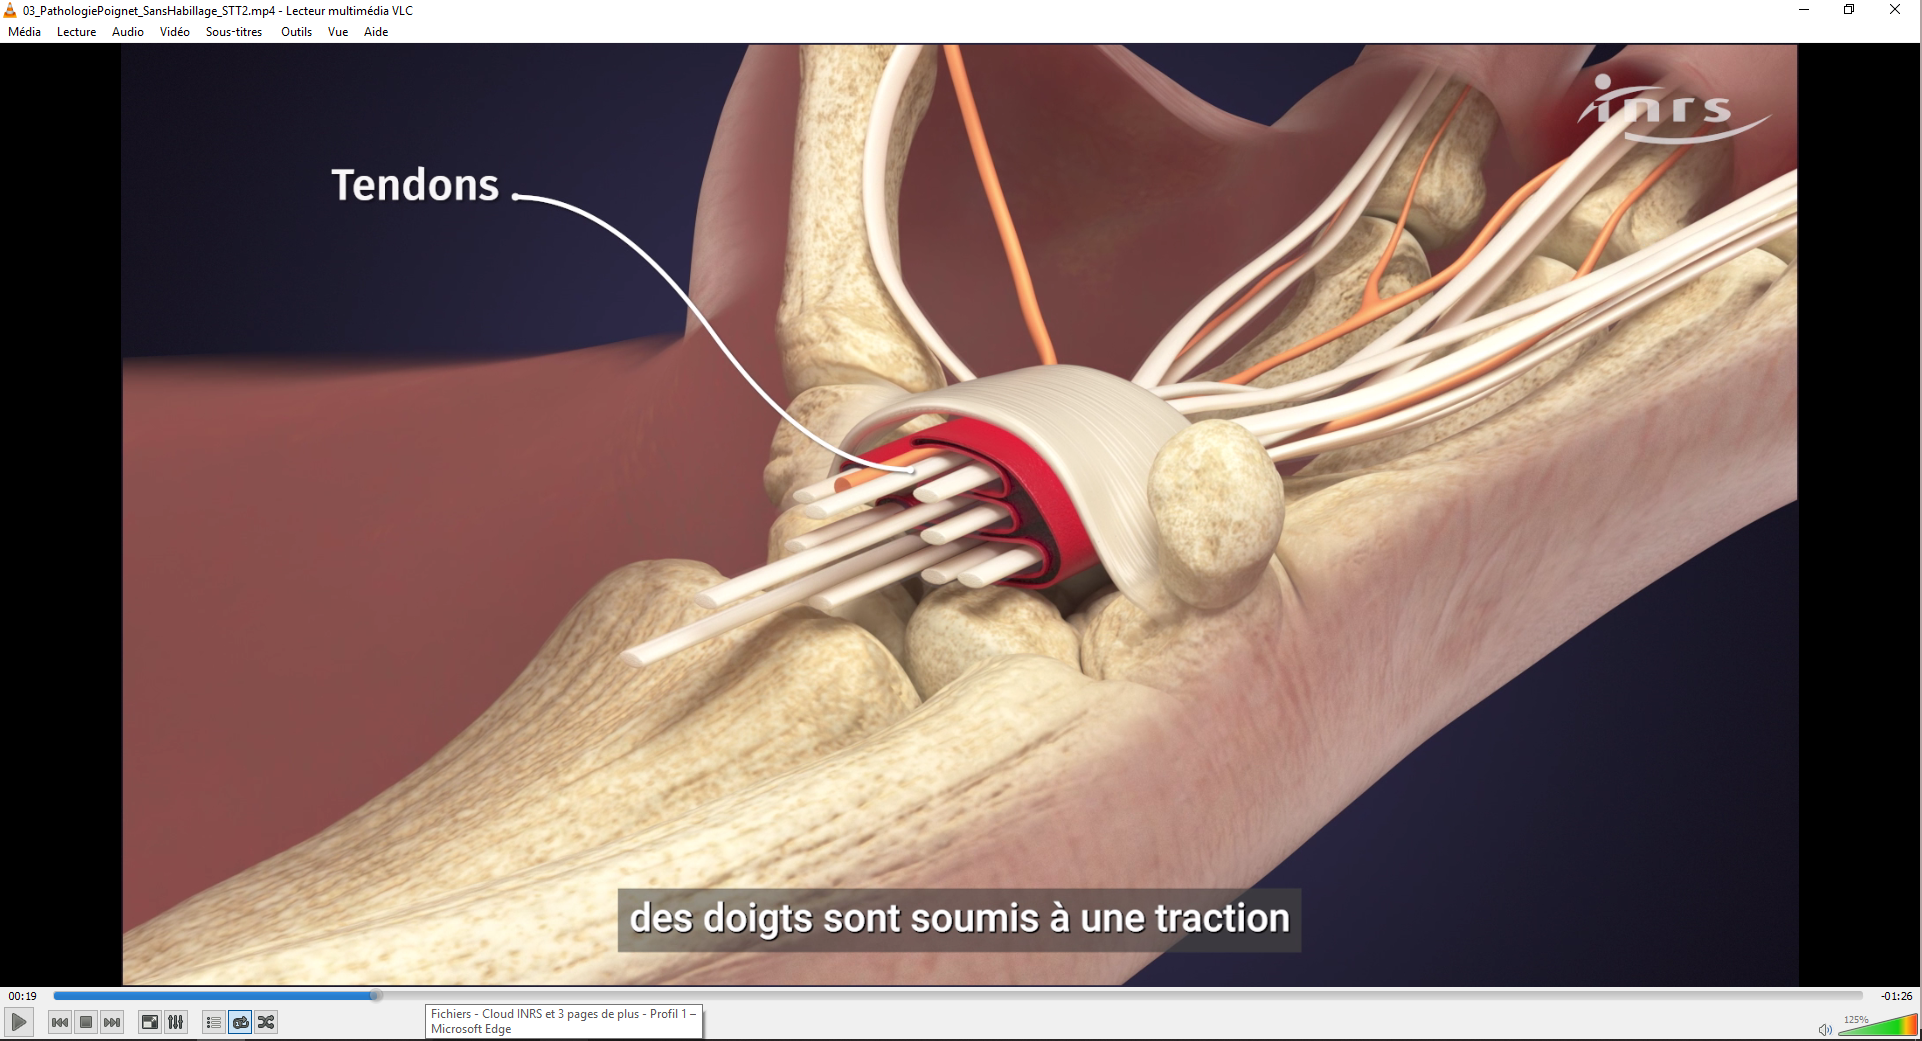 03_PathologiePoignet_SansHabillage_STT2.mp4 - Lecteur multimédia VLC
Média Lecture Audio Vidéo Sous-titres Outils Vue Aide
inrs
Tendons
des doigts sont soumis à une traction
00:19
-01:26
Fichiers - Cloud INRS et 3 pages de plus - Profil 1 –
Microsoft Edge
125%